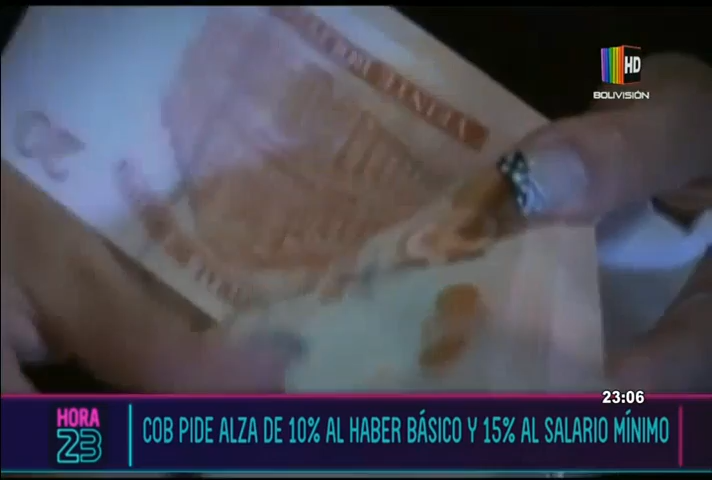 HD
BOLIVISIÓN
23:06
HORA
23
COB PIDE ALZA DE 10% AL HABER BÁSICO Y 15% AL SALARIO MÍNIMO